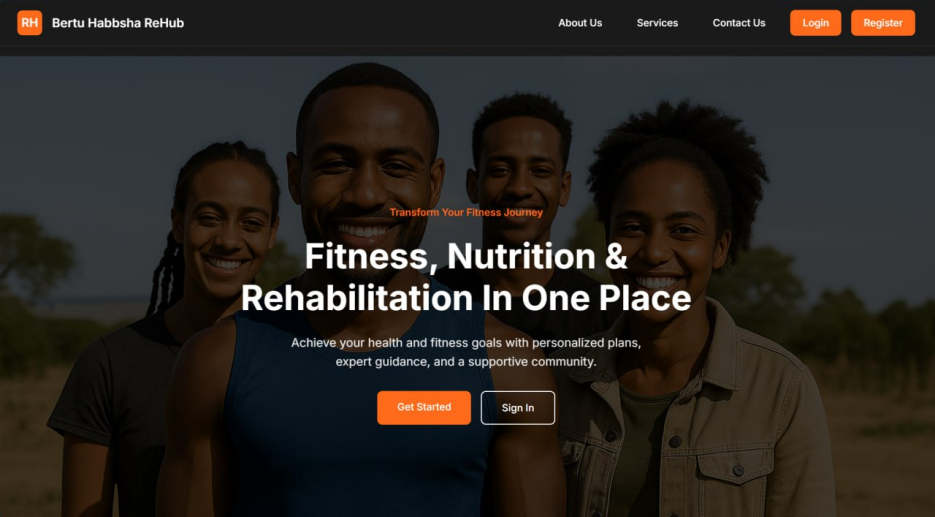 RH
Bertu Habbsha ReHub
About Us
Services
Contact Us
Login
Register
Transform Your Fitness Journey
Fitness, Nutrition &
Rehabilitation In One Place
Achieve your health and fitness goals with personalized plans,
expert guidance, and a supportive community.
Get Started
Sign In